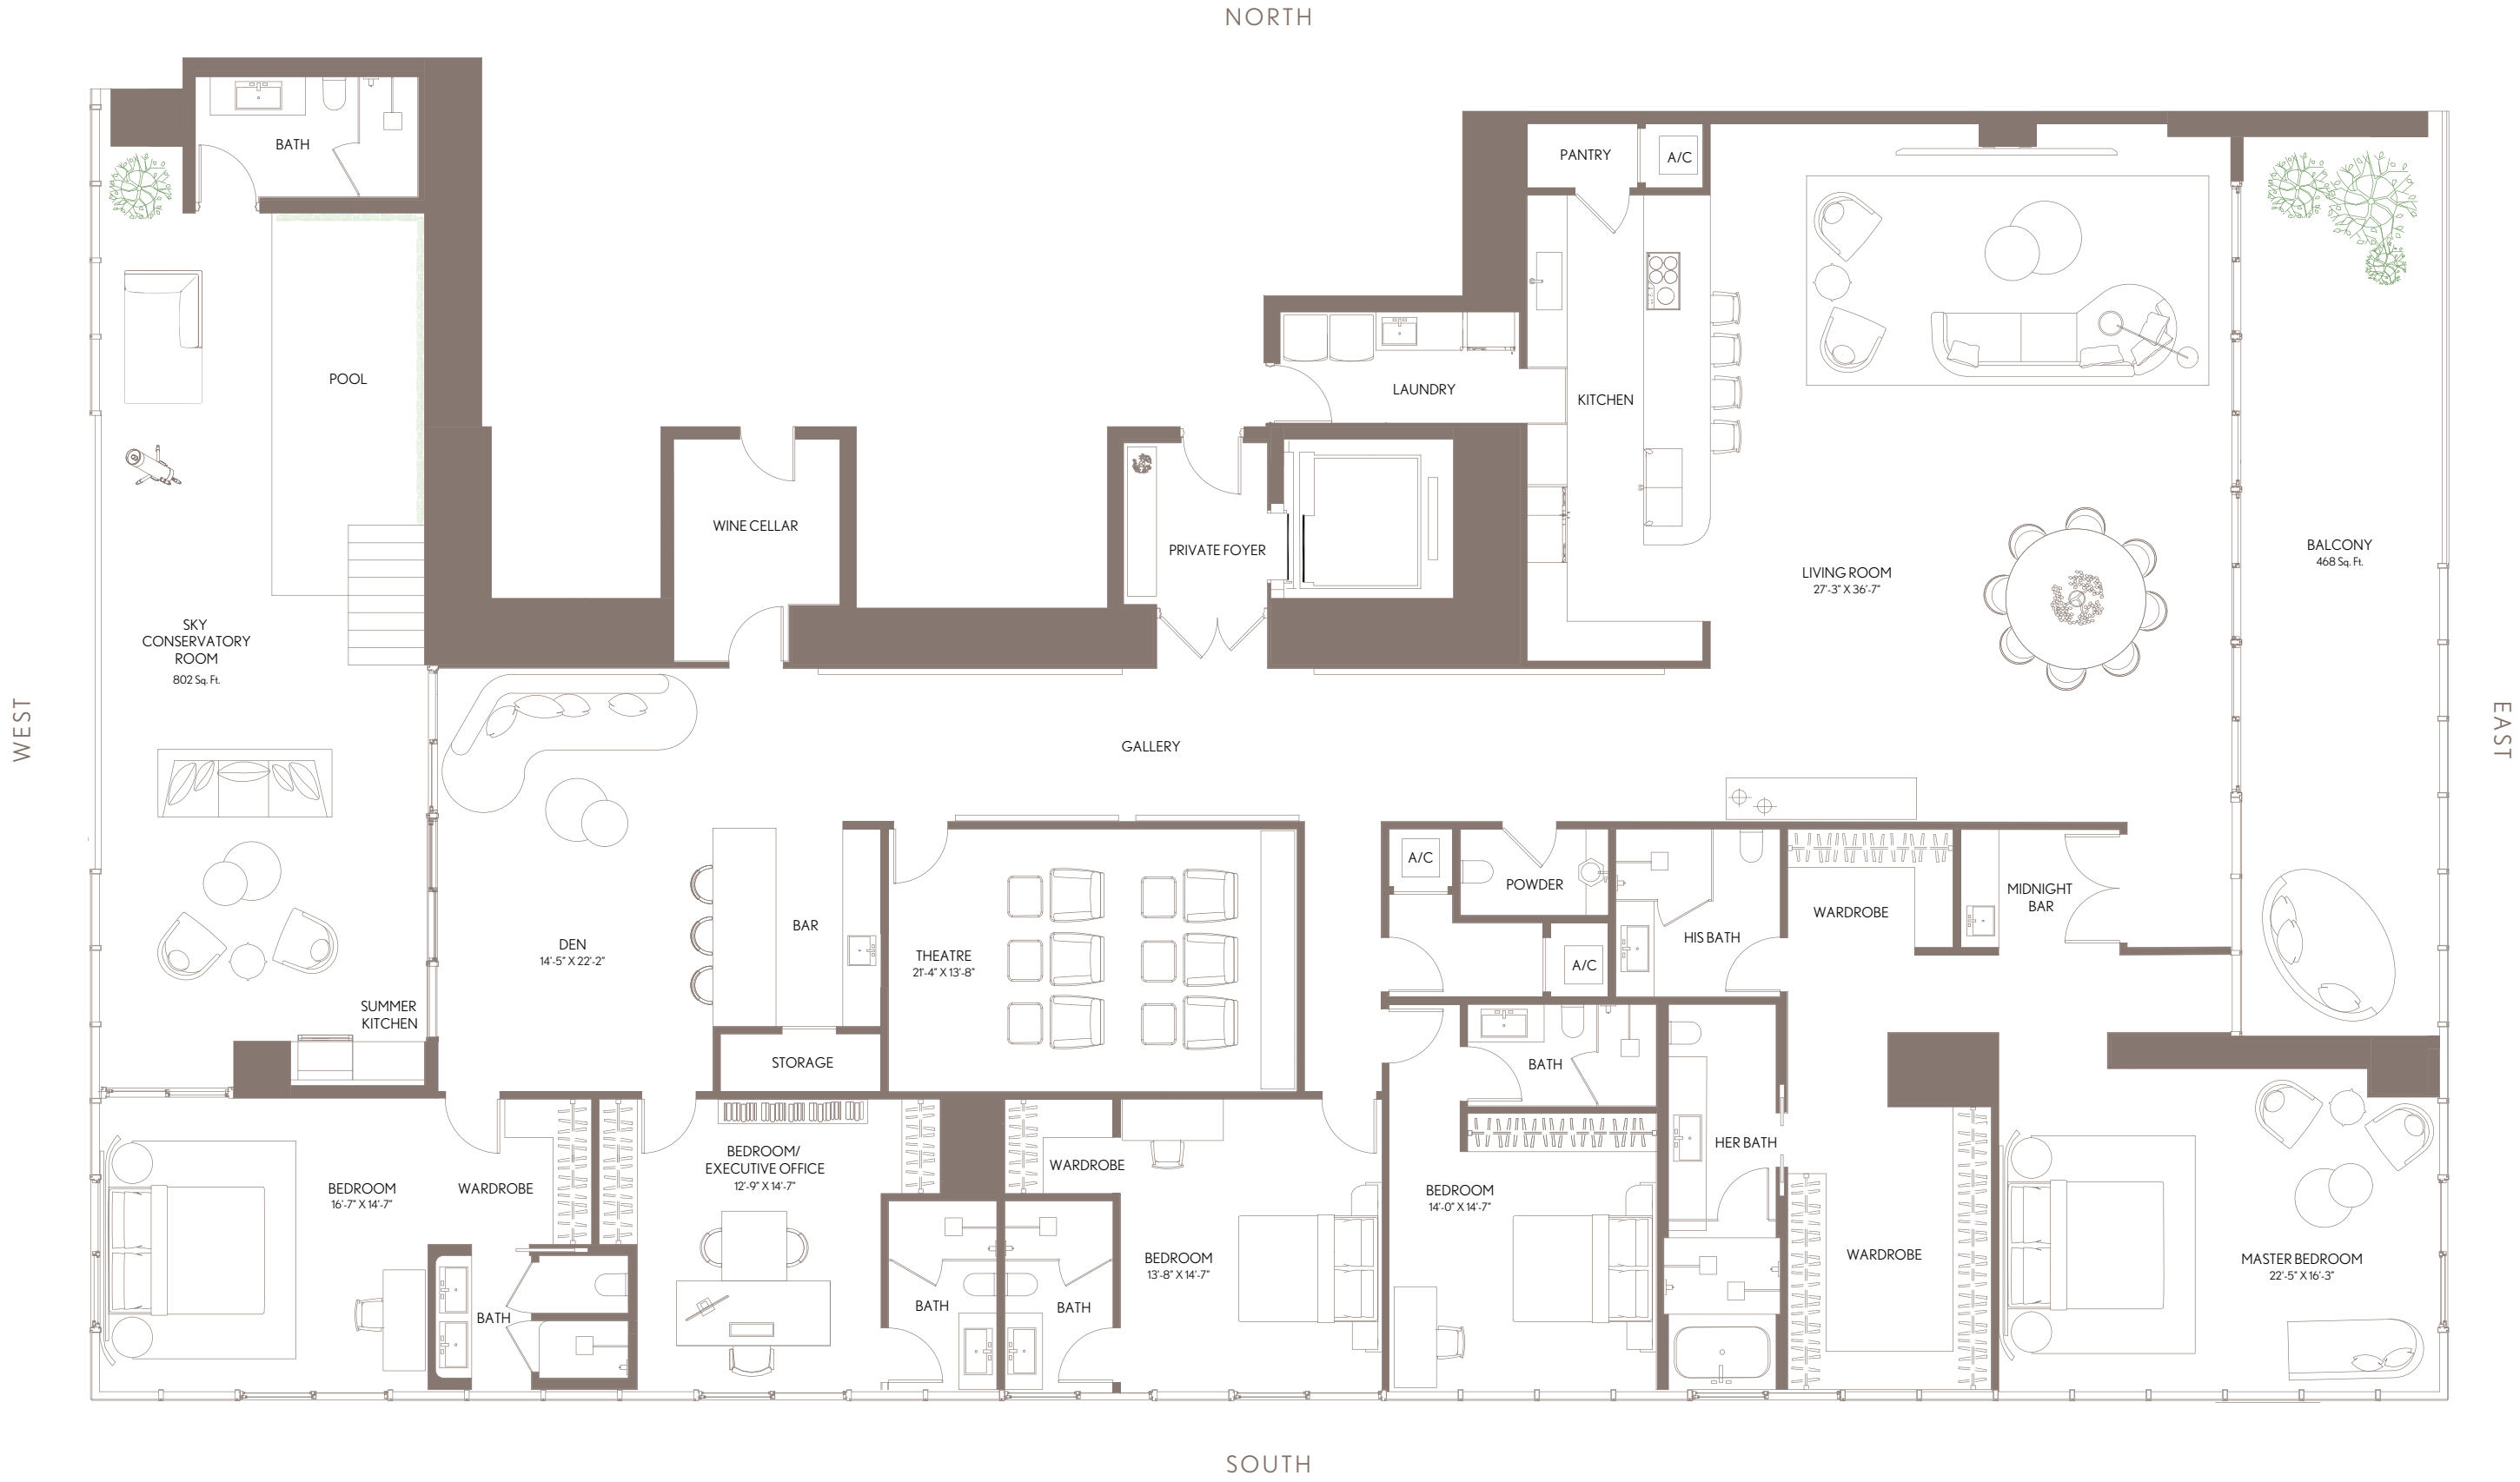 NORTH
BATH
PANTRY
A/C
POOL
LAUNDRY
KITCHEN
WINE CELLAR
PRIVATE FOYER
LIVING ROOM
27'-3" X 36'-7"
BALCONY
468 Sq. Ft.
SKY
CONSERVATORY
ROOM
802 Sq. Ft.
WEST
EAST
GALLERY
A/C
POWDER
MIDNIGHT
BAR
WARDROBE
BAR
HIS BATH
DEN
14'-5" X 22'-2"
THEATRE
21'-4" X 13'-8"
A/C
SUMMER
KITCHEN
STORAGE
BATH
BEDROOM/
EXECUTIVE OFFICE
12'-9" X 14'-7"
WARDROBE
HER BATH
BEDROOM
16'-7" X 14'-7"
WARDROBE
BEDROOM
14'-0" X 14'-7"
BEDROOM
13'-8" X 14'-7"
WARDROBE
MASTER BEDROOM
22'-5" X 16'-3"
BATH
BATH
BATH
SOUTH